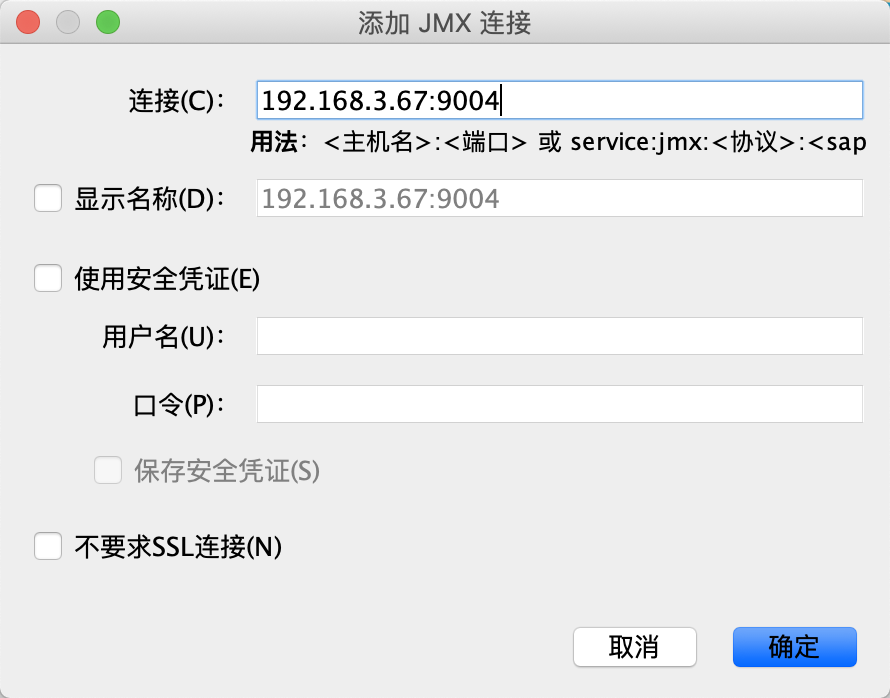 添加 JMX 连接
连接(C)： 192.168.3.67:9004
用法：<主机名>:<端口> 或 service:jmx:<协议>:<sap
显示名称(D)： 192.168.3.67:9004
使用安全凭证(E)
用户名(U)：
口令(P)：
保存安全凭证(S)
不要求SSL连接(N)
取消 确定